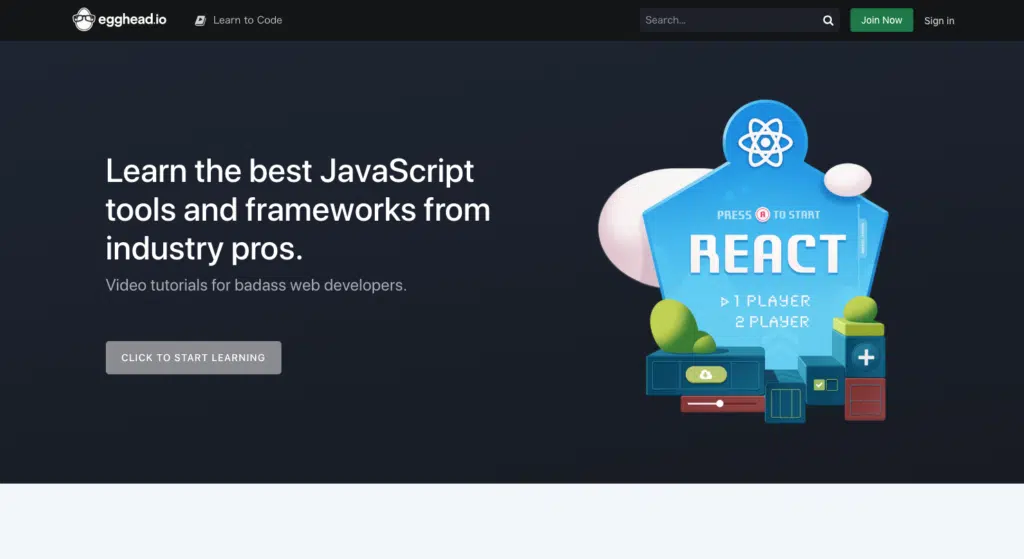 egghead.io
Learn to Code
Search...
Join Now
Sign in
Learn the best JavaScript
tools and frameworks from
industry pros.
Video tutorials for badass web developers.
CLICK TO START LEARNING
PRESS A TO START
REACT
1 PLAYER
2 PLAYER